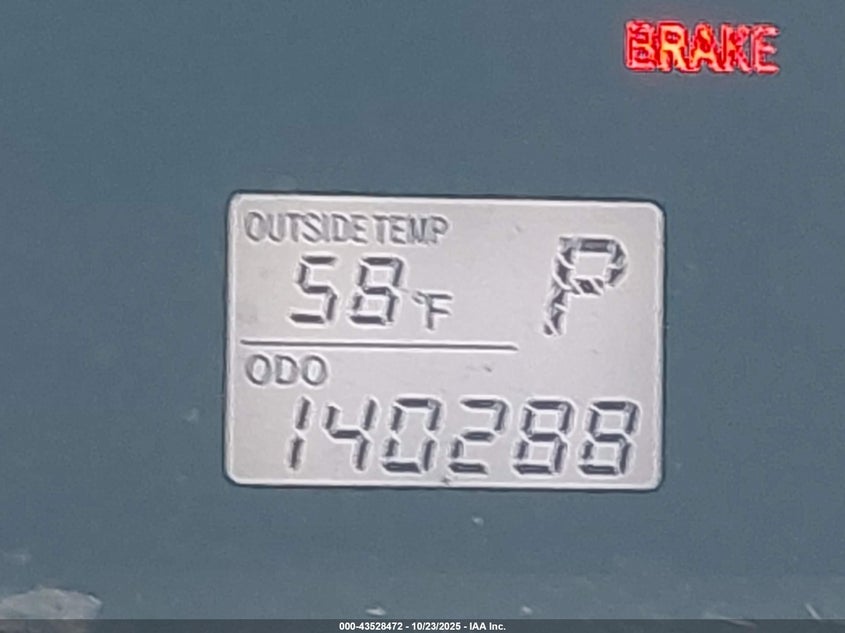 BRAKE
OUTSIDE TEMP
58°F P
ODO
140288
000-43528472 - 10/23/2025 - IAA Inc.